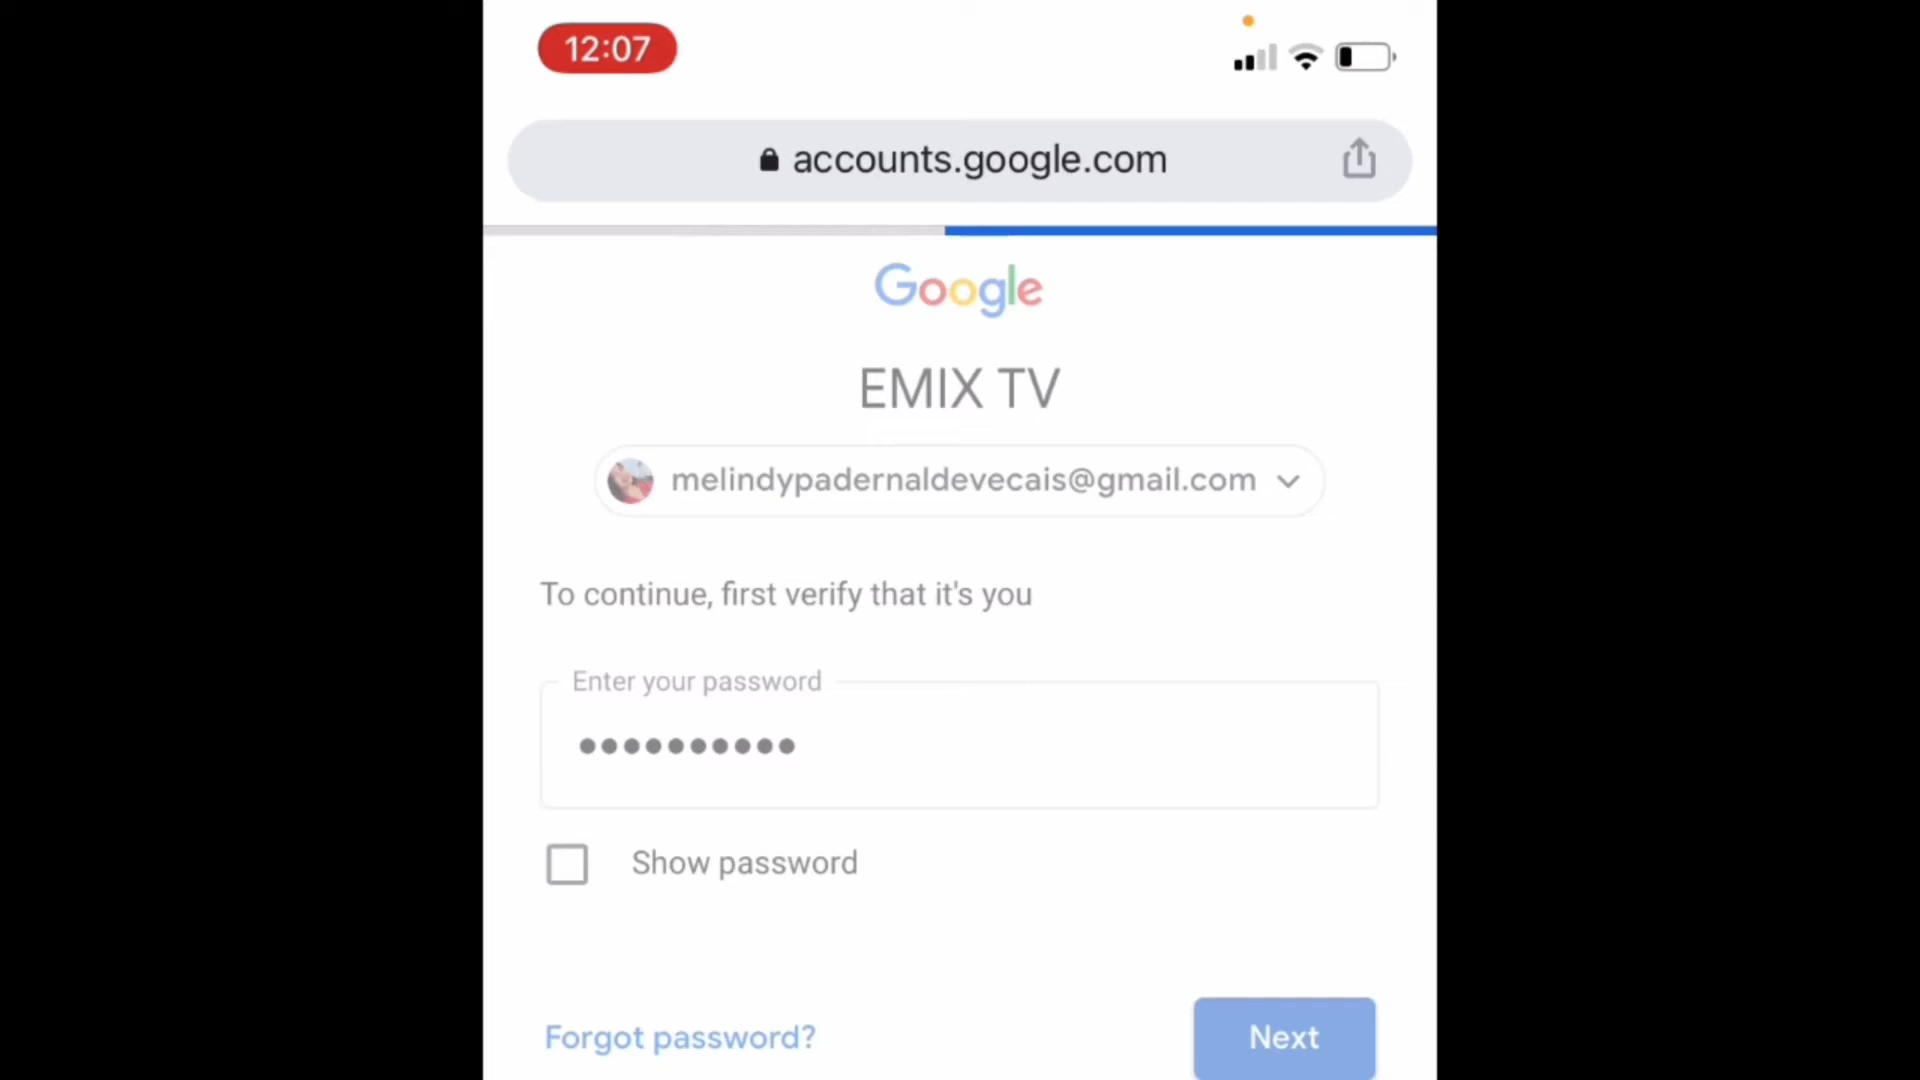 12:07
accounts.google.com
Google
EMIX TV
melindypadernaldevecais@gmail.com
To continue, first verify that it's you
Enter your password
••••••••••
Show password
Forgot password?
Next